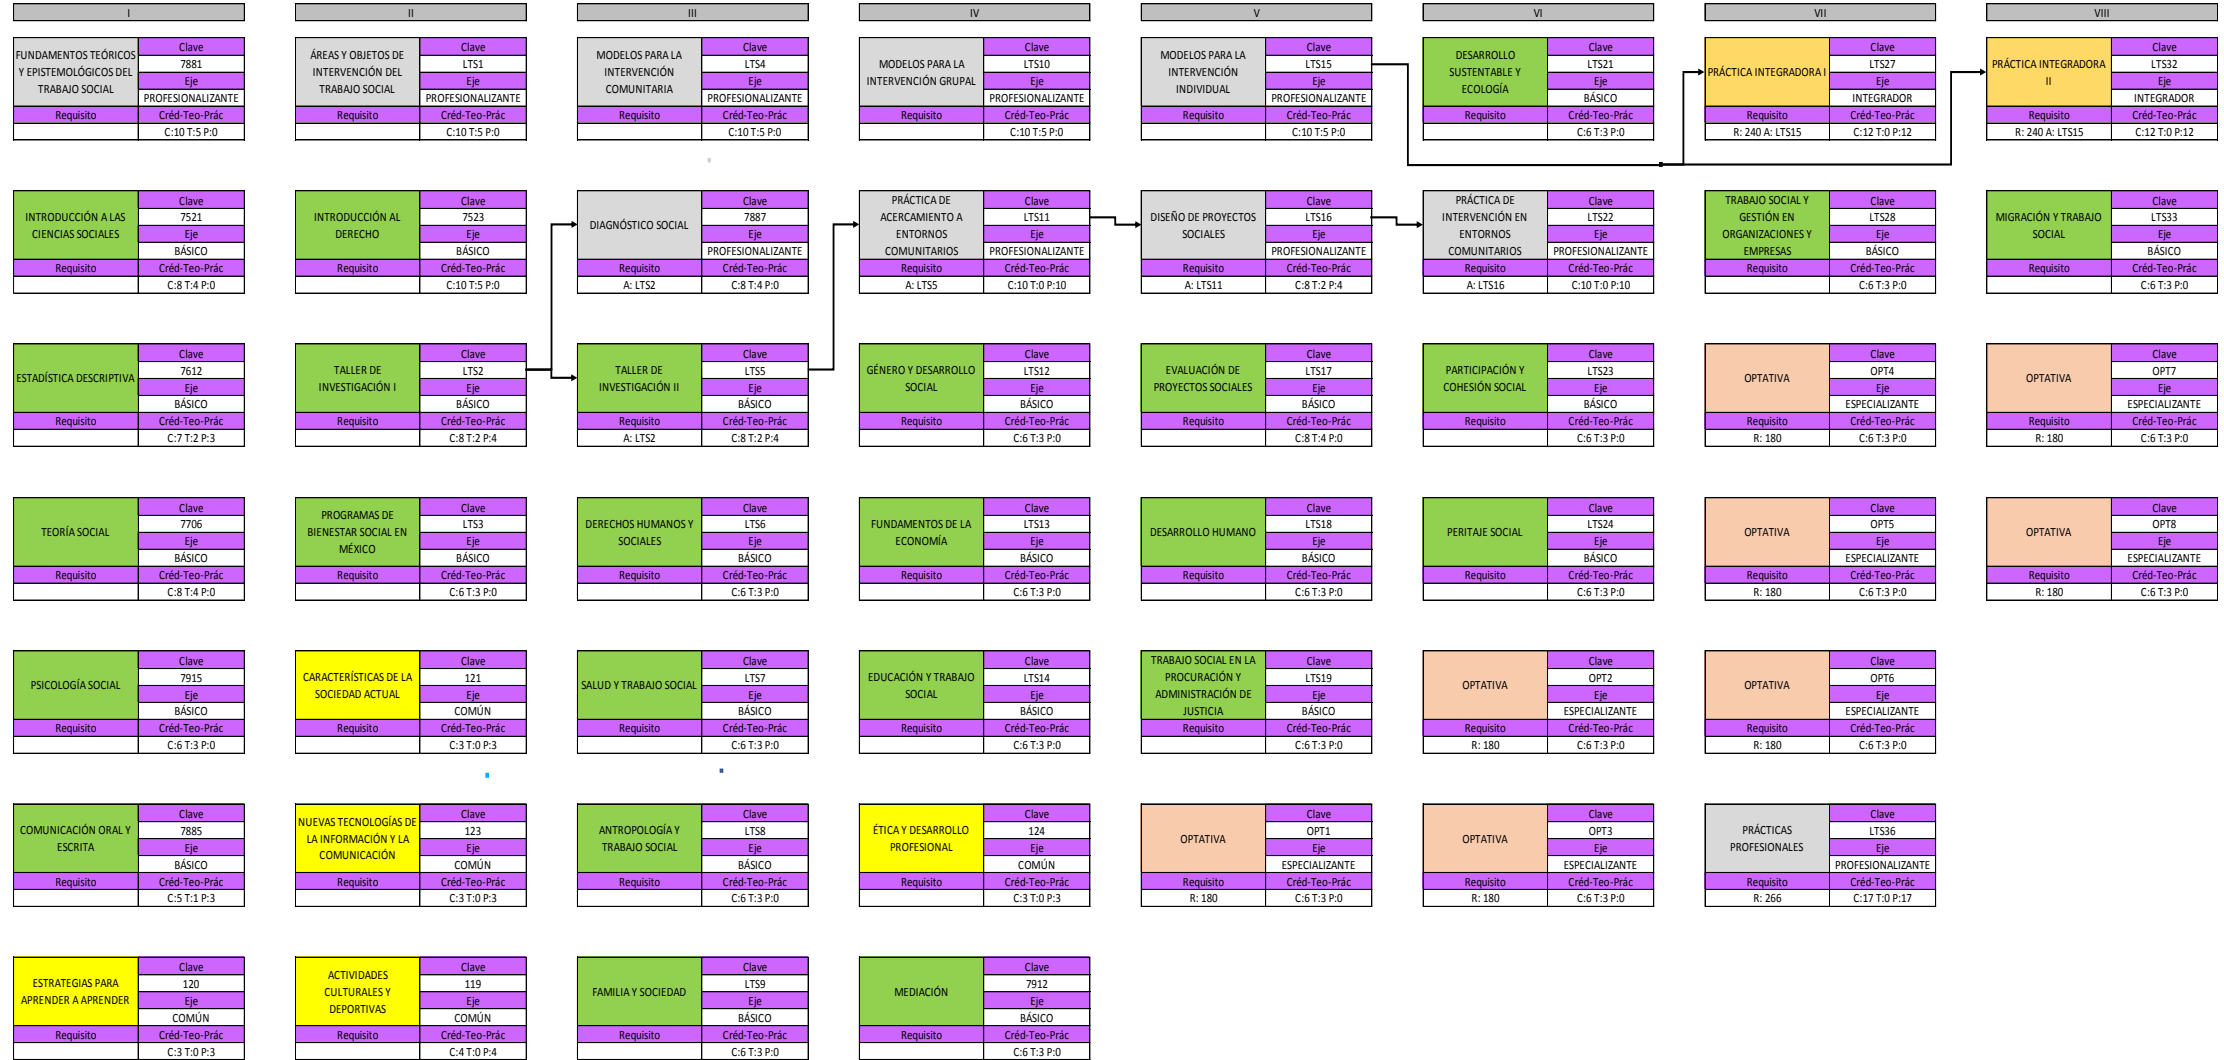 I
II
III
IV
V
VI
VII
VIII
FUNDAMENTOS TEÓRICOS
Y EPISTEMOLÓGICOS DEL
TRABAJO SOCIAL
Clave
7881
Eje
PROFESIONALIZANTE
Requisito
Créd-Teo-Prác
C:10 T:5 P:0
ÁREAS Y OBJETOS DE
INTERVENCIÓN DEL
TRABAJO SOCIAL
Clave
LTS1
Eje
PROFESIONALIZANTE
Requisito
Créd-Teo-Prác
C:10 T:5 P:0
MODELOS PARA LA
INTERVENCIÓN
COMUNITARIA
Clave
LTS4
Eje
PROFESIONALIZANTE
Requisito
Créd-Teo-Prác
C:10 T:5 P:0
MODELOS PARA LA
INTERVENCIÓN GRUPAL
Clave
LTS10
Eje
PROFESIONALIZANTE
Requisito
Créd-Teo-Prác
C:10 T:5 P:0
MODELOS PARA LA
INTERVENCIÓN
INDIVIDUAL
Clave
LTS15
Eje
PROFESIONALIZANTE
Requisito
Créd-Teo-Prác
C:10 T:5 P:0
DESARROLLO
SUSTENTABLE Y
ECOLOGÍA
Clave
LTS21
Eje
BÁSICO
Requisito
Créd-Teo-Prác
C:6 T:3 P:0
PRÁCTICA INTEGRADORA I
Clave
LTS27
Eje
INTEGRADOR
Requisito
Créd-Teo-Prác
R: 240 A: LTS15
C:12 T:0 P:12
PRÁCTICA INTEGRADORA
II
Clave
LTS32
Eje
INTEGRADOR
Requisito
Créd-Teo-Prác
R: 240 A: LTS15
C:12 T:0 P:12
INTRODUCCIÓN A LAS
CIENCIAS SOCIALES
Clave
7521
Eje
BÁSICO
Requisito
Créd-Teo-Prác
C:8 T:4 P:0
INTRODUCCIÓN AL
DERECHO
Clave
7523
Eje
BÁSICO
Requisito
Créd-Teo-Prác
C:10 T:5 P:0
DIAGNÓSTICO SOCIAL
Clave
7887
Eje
PROFESIONALIZANTE
Requisito
Créd-Teo-Prác
A: LTS2
C:8 T:4 P:0
PRÁCTICA DE
ACERCAMIENTO A
ENTORNOS
COMUNITARIOS
Clave
LTS11
Eje
PROFESIONALIZANTE
Requisito
Créd-Teo-Prác
A: LTS5
C:10 T:0 P:10
DISEÑO DE PROYECTOS
SOCIALES
Clave
LTS16
Eje
PROFESIONALIZANTE
Requisito
Créd-Teo-Prác
A: LTS11
C:8 T:2 P:4
PRÁCTICA DE
INTERVENCIÓN EN
ENTORNOS
COMUNITARIOS
Clave
LTS22
Eje
PROFESIONALIZANTE
Requisito
Créd-Teo-Prác
A: LTS16
C:10 T:0 P:10
TRABAJO SOCIAL Y
GESTIÓN EN
ORGANIZACIONES Y
EMPRESAS
Clave
LTS28
Eje
BÁSICO
Requisito
Créd-Teo-Prác
C:6 T:3 P:0
MIGRACIÓN Y TRABAJO
SOCIAL
Clave
LTS33
Eje
BÁSICO
Requisito
Créd-Teo-Prác
C:6 T:3 P:0
ESTADÍSTICA DESCRIPTIVA
Clave
7612
Eje
BÁSICO
Requisito
Créd-Teo-Prác
C:7 T:2 P:3
TALLER DE
INVESTIGACIÓN I
Clave
LTS2
Eje
BÁSICO
Requisito
Créd-Teo-Prác
C:8 T:2 P:4
TALLER DE
INVESTIGACIÓN II
Clave
LTS5
Eje
BÁSICO
Requisito
Créd-Teo-Prác
A: LTS2
C:8 T:2 P:4
GÉNERO Y DESARROLLO
SOCIAL
Clave
LTS12
Eje
BÁSICO
Requisito
Créd-Teo-Prác
C:6 T:3 P:0
EVALUACIÓN DE
PROYECTOS SOCIALES
Clave
LTS17
Eje
BÁSICO
Requisito
Créd-Teo-Prác
C:8 T:4 P:0
PARTICIPACIÓN Y
COHESIÓN SOCIAL
Clave
LTS23
Eje
BÁSICO
Requisito
Créd-Teo-Prác
C:6 T:3 P:0
OPTATIVA
Clave
OPT4
Eje
ESPECIALIZANTE
Requisito
Créd-Teo-Prác
R: 180
C:6 T:3 P:0
OPTATIVA
Clave
OPT7
Eje
ESPECIALIZANTE
Requisito
Créd-Teo-Prác
R: 180
C:6 T:3 P:0
TEORÍA SOCIAL
Clave
7706
Eje
BÁSICO
Requisito
Créd-Teo-Prác
C:8 T:4 P:0
PROGRAMAS DE
BIENESTAR SOCIAL EN
MÉXICO
Clave
LTS3
Eje
BÁSICO
Requisito
Créd-Teo-Prác
C:6 T:3 P:0
DERECHOS HUMANOS Y
SOCIALES
Clave
LTS6
Eje
BÁSICO
Requisito
Créd-Teo-Prác
C:6 T:3 P:0
FUNDAMENTOS DE LA
ECONOMÍA
Clave
LTS13
Eje
BÁSICO
Requisito
Créd-Teo-Prác
C:6 T:3 P:0
DESARROLLO HUMANO
Clave
LTS18
Eje
BÁSICO
Requisito
Créd-Teo-Prác
C:6 T:3 P:0
PERITAJE SOCIAL
Clave
LTS24
Eje
BÁSICO
Requisito
Créd-Teo-Prác
C:6 T:3 P:0
OPTATIVA
Clave
OPT5
Eje
ESPECIALIZANTE
Requisito
Créd-Teo-Prác
R: 180
C:6 T:3 P:0
OPTATIVA
Clave
OPT8
Eje
ESPECIALIZANTE
Requisito
Créd-Teo-Prác
R: 180
C:6 T:3 P:0
PSICOLOGÍA SOCIAL
Clave
7915
Eje
BÁSICO
Requisito
Créd-Teo-Prác
C:6 T:3 P:0
CARACTERÍSTICAS DE LA
SOCIEDAD ACTUAL
Clave
121
Eje
COMÚN
Requisito
Créd-Teo-Prác
C:3 T:0 P:3
SALUD Y TRABAJO SOCIAL
Clave
LTS7
Eje
BÁSICO
Requisito
Créd-Teo-Prác
C:6 T:3 P:0
EDUCACIÓN Y TRABAJO
SOCIAL
Clave
LTS14
Eje
BÁSICO
Requisito
Créd-Teo-Prác
C:6 T:3 P:0
TRABAJO SOCIAL EN LA
PROCURACIÓN Y
ADMINISTRACIÓN DE
JUSTICIA
Clave
LTS19
Eje
BÁSICO
Requisito
Créd-Teo-Prác
C:6 T:3 P:0
OPTATIVA
Clave
OPT2
Eje
ESPECIALIZANTE
Requisito
Créd-Teo-Prác
R: 180
C:6 T:3 P:0
OPTATIVA
Clave
OPT6
Eje
ESPECIALIZANTE
Requisito
Créd-Teo-Prác
R: 180
C:6 T:3 P:0
COMUNICACIÓN ORAL Y
ESCRITA
Clave
7885
Eje
BÁSICO
Requisito
Créd-Teo-Prác
C:5 T:1 P:3
NUEVAS TECNOLOGÍAS DE
LA INFORMACIÓN Y LA
COMUNICACIÓN
Clave
123
Eje
COMÚN
Requisito
Créd-Teo-Prác
C:3 T:0 P:3
ANTROPOLOGÍA Y
TRABAJO SOCIAL
Clave
LTS8
Eje
BÁSICO
Requisito
Créd-Teo-Prác
C:6 T:3 P:0
ÉTICA Y DESARROLLO
PROFESIONAL
Clave
124
Eje
COMÚN
Requisito
Créd-Teo-Prác
C:3 T:0 P:3
OPTATIVA
Clave
OPT1
Eje
ESPECIALIZANTE
Requisito
Créd-Teo-Prác
R: 180
C:6 T:3 P:0
OPTATIVA
Clave
OPT3
Eje
ESPECIALIZANTE
Requisito
Créd-Teo-Prác
R: 180
C:6 T:3 P:0
PRÁCTICAS
PROFESIONALES
Clave
LTS36
Eje
PROFESIONALIZANTE
Requisito
Créd-Teo-Prác
R: 266
C:17 T:0 P:17
ESTRATEGIAS PARA
APRENDER A APRENDER
Clave
120
Eje
COMÚN
Requisito
Créd-Teo-Prác
C:3 T:0 P:3
ACTIVIDADES
CULTURALES Y
DEPORTIVAS
Clave
119
Eje
COMÚN
Requisito
Créd-Teo-Prác
C:4 T:0 P:4
FAMILIA Y SOCIEDAD
Clave
LTS9
Eje
BÁSICO
Requisito
Créd-Teo-Prác
C:6 T:3 P:0
MEDIACIÓN
Clave
7912
Eje
BÁSICO
Requisito
Créd-Teo-Prác
C:6 T:3 P:0